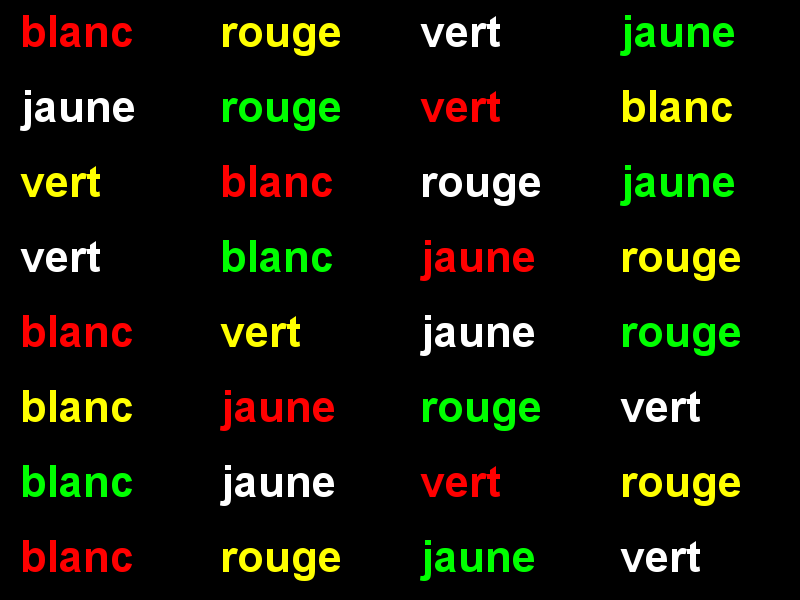 blanc rouge vert jaune
jaune rouge vert blanc
vert blanc rouge jaune
vert blanc jaune rouge
blanc vert jaune rouge
blanc jaune rouge vert
blanc jaune vert rouge
blanc rouge jaune vert